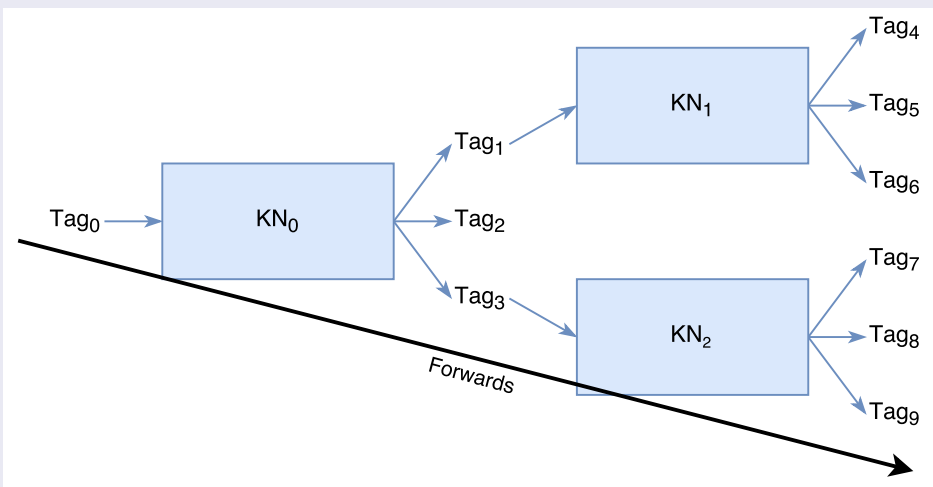 Tag₄
KN₁
Tag₅
Tag₁
Tag₆
Tag₀
KN₀
Tag₂
Tag₇
Tag₃
KN₂
Tag₈
Forwards
Tag₉